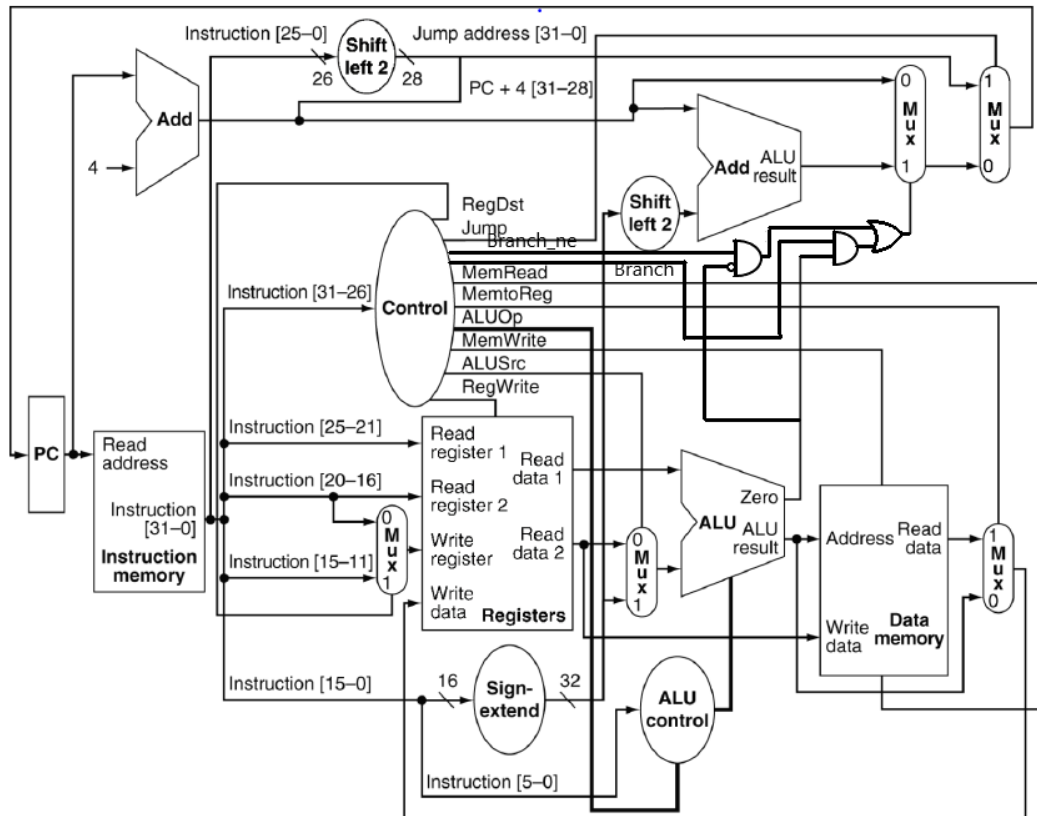 Instruction [25–0]
Shift
left 2
Jump address [31–0]
26
28
PC + 4 [31–28]
Add
4
0
M
u
x
1
1
M
u
x
0
Add
ALU
result
Shift
left 2
RegDst
Jump
Branch_ne
Branch
MemRead
MemtoReg
ALUOp
MemWrite
ALUSrc
RegWrite
Instruction [31–26]
Control
PC
Read
address
Instruction
[31–0]
Instruction
memory
Instruction [25–21]
Instruction [20–16]
Instruction [15–11]
0
M
u
x
1
Read
register 1
Read
register 2
Write
register
Write
data
Read
data 1
Read
data 2
Registers
0
M
u
x
1
Zero
ALU
ALU
result
Address
Read
data
Write
data
Data
memory
1
M
u
x
0
Instruction [15–0]
16
Sign-
extend
32
ALU
control
Instruction [5–0]